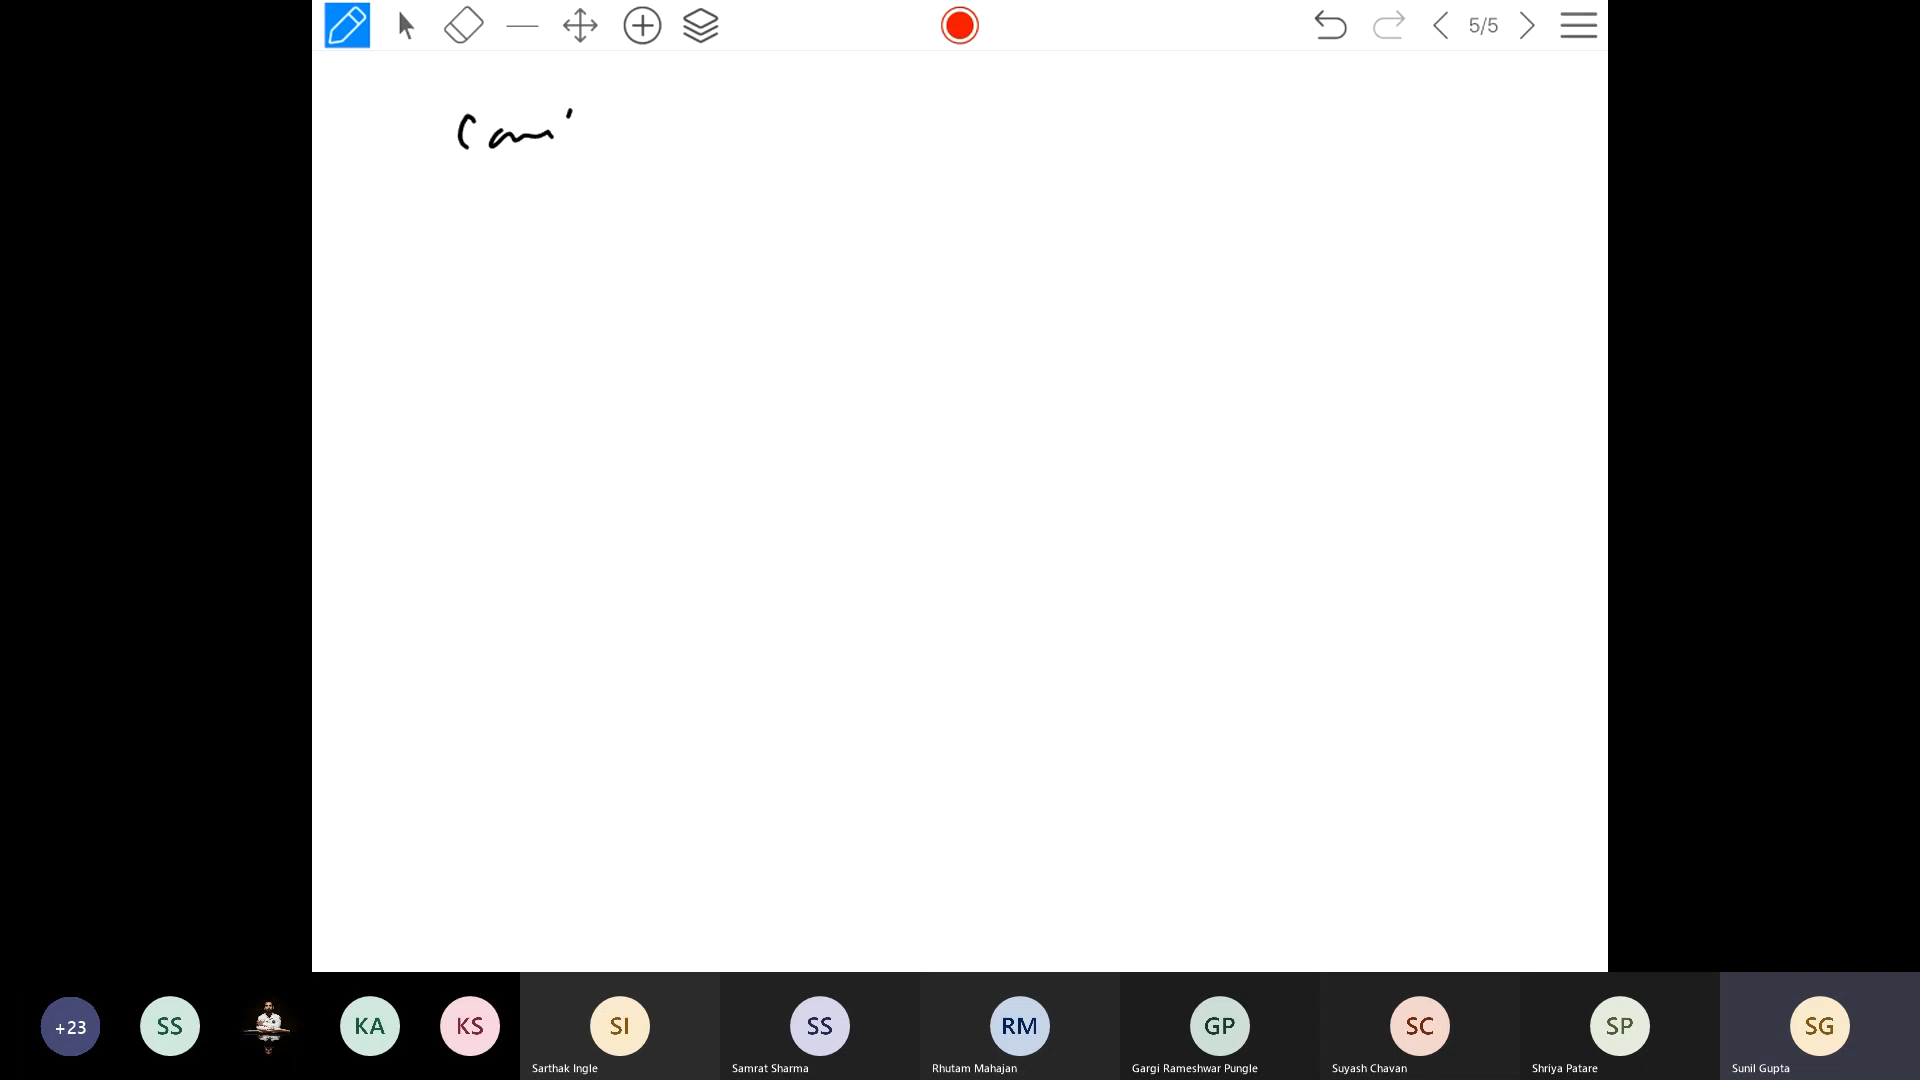 5/5
+23
SS
KA
KS
SI
SS
RM
GP
SC
SP
SG
Sarthak Ingle
Samrat Sharma
Rhutam Mahajan
Gargi Rameshwar Pungle
Suyash Chavan
Shriya Patare
Sunil Gupta